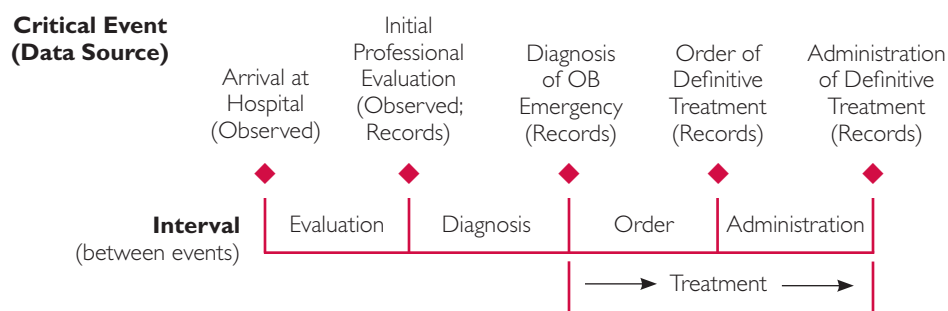 Critical Event
(Data Source)
Arrival at
Hospital
(Observed)
Initial
Professional
Evaluation
(Observed;
Records)
Diagnosis
of OB
Emergency
(Records)
Order of
Definitive
Treatment
(Records)
Administration
of Definitive
Treatment
(Records)
Interval
(between events)
Evaluation
Diagnosis
Order
Administration
Treatment